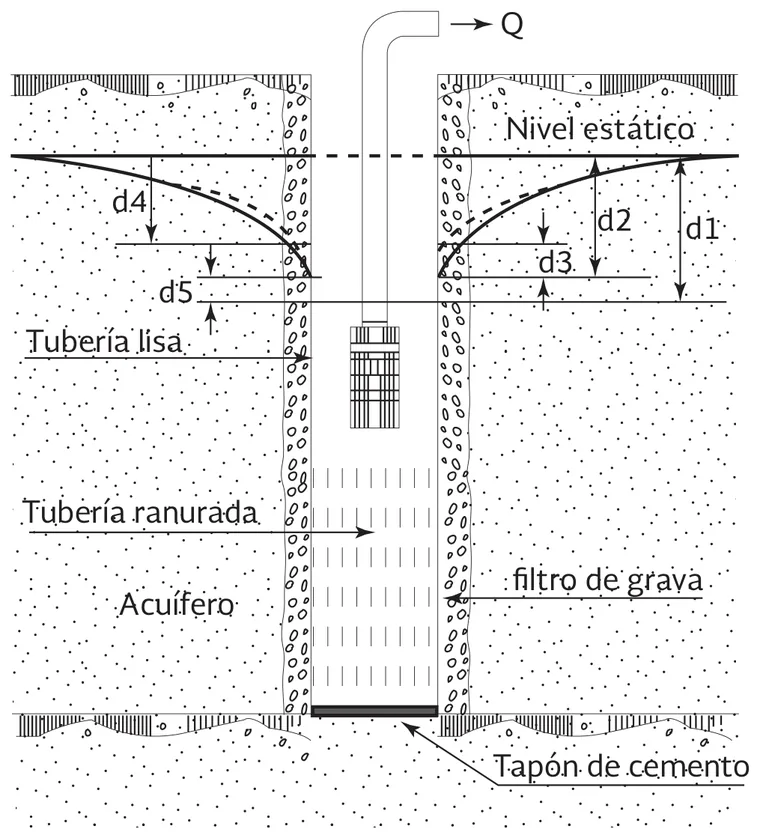 Q
Nivel estático
d4
d2
d1
d3
d5
Tubería lisa
Tubería ranurada
filtro de grava
Acuífero
Tapón de cemento